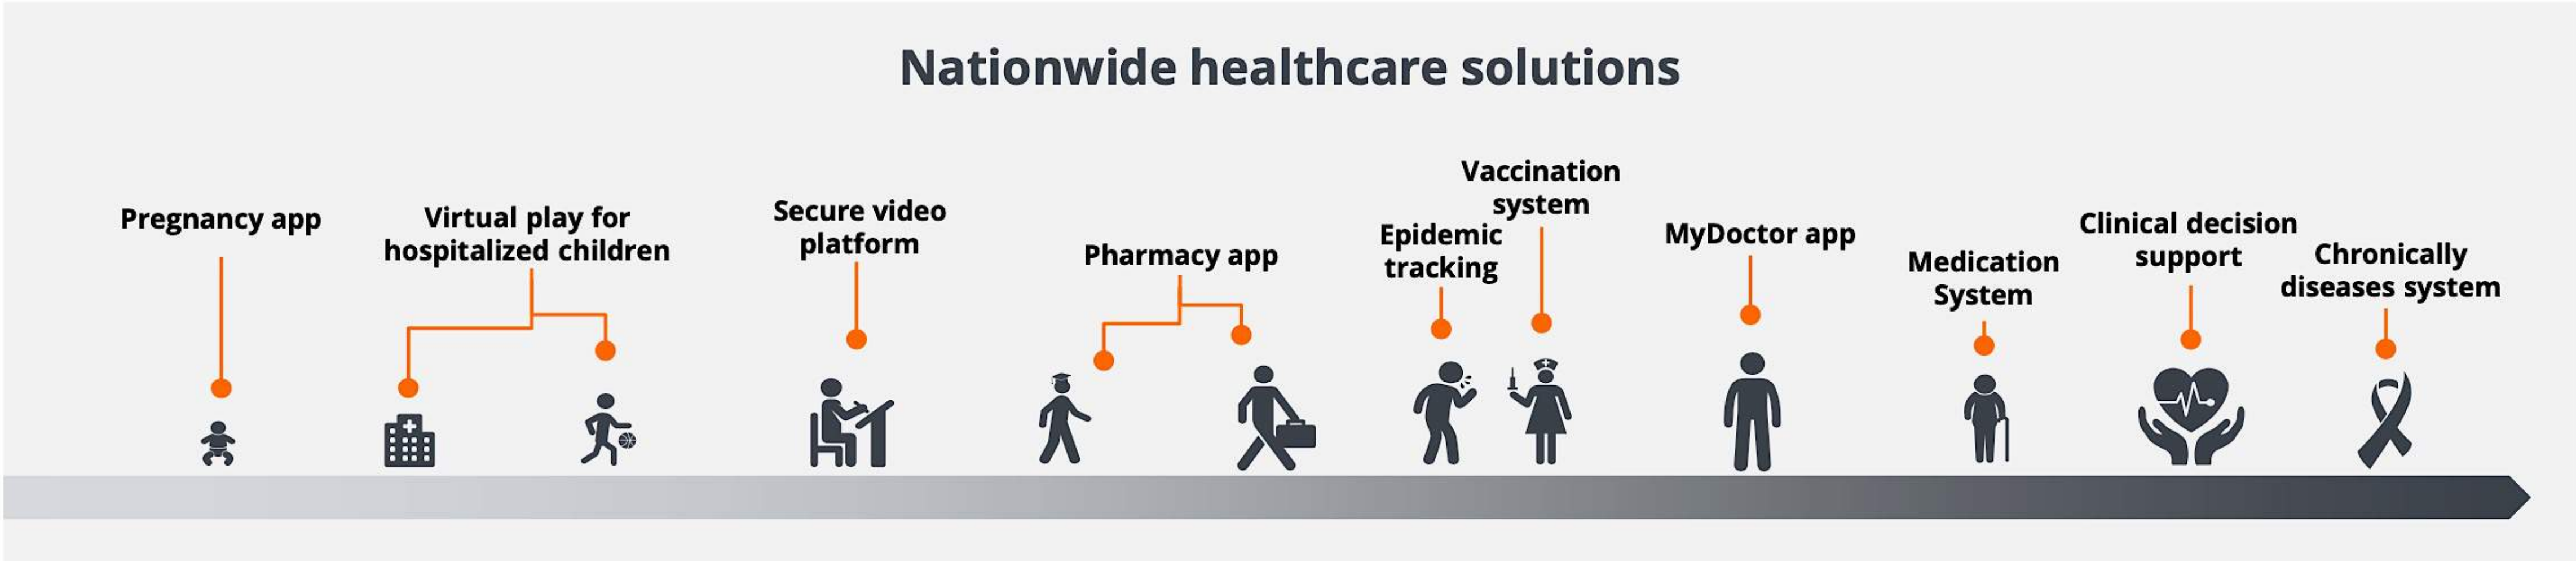 Nationwide healthcare solutions
Pregnancy app
Virtual play for
hospitalized children
Secure video
platform
Pharmacy app
Epidemic
tracking
Vaccination
system
MyDoctor app
Medication
System
Clinical decision
support
Chronically
diseases system